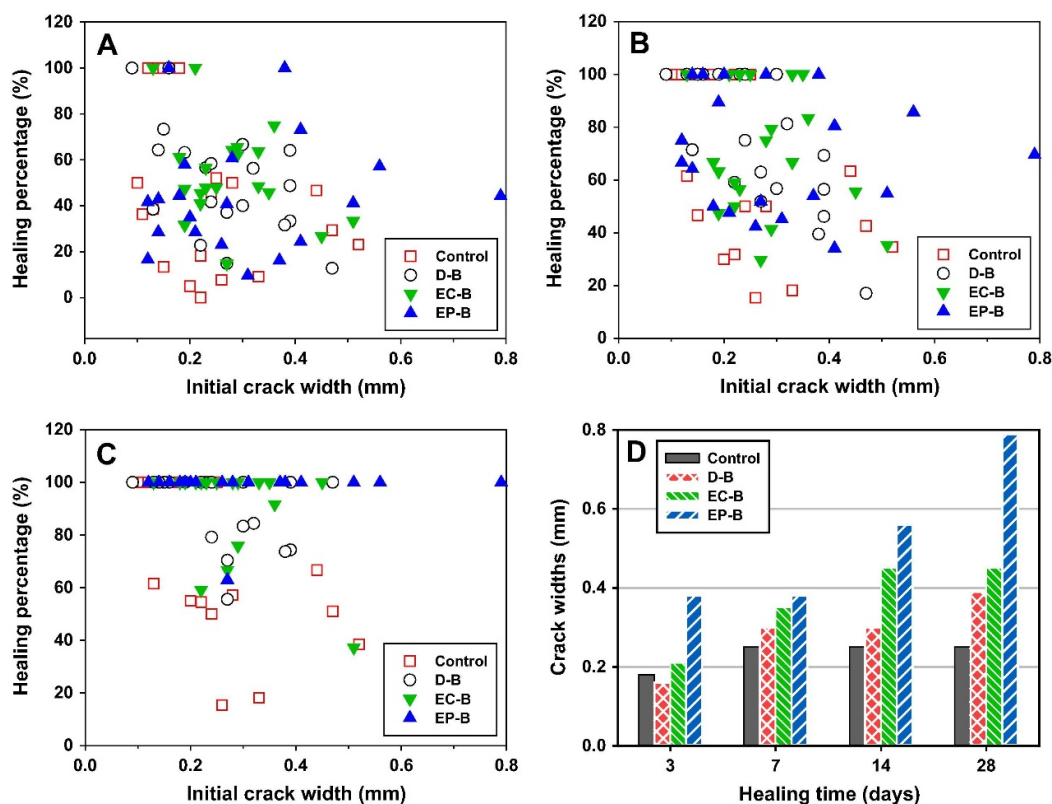 A
Healing percentage (%)
120
100
80
60
40
20
0
Control
D-B
EC-B
EP-B
0.0 0.2 0.4 0.6 0.8
Initial crack width (mm)
B
Healing percentage (%)
120
100
80
60
40
20
0
Control
D-B
EC-B
EP-B
0.0 0.2 0.4 0.6 0.8
Initial crack width (mm)
C
Healing percentage (%)
120
100
80
60
40
20
0
Control
D-B
EC-B
EP-B
0.0 0.2 0.4 0.6 0.8
Initial crack width (mm)
D
Crack widths (mm)
0.8
0.6
0.4
0.2
0.0
Control
D-B
EC-B
EP-B
3 7 14 28
Healing time (days)